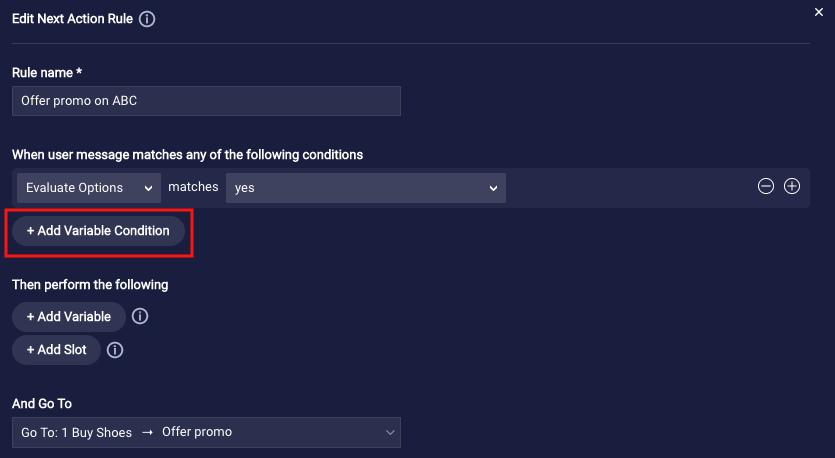 Edit Next Action Rule
Rule name *
Offer promo on ABC
When user message matches any of the following conditions
Evaluate Options matches yes
+ Add Variable Condition
Then perform the following
+ Add Variable
+ Add Slot
And Go To
Go To: 1 Buy Shoes → Offer promo